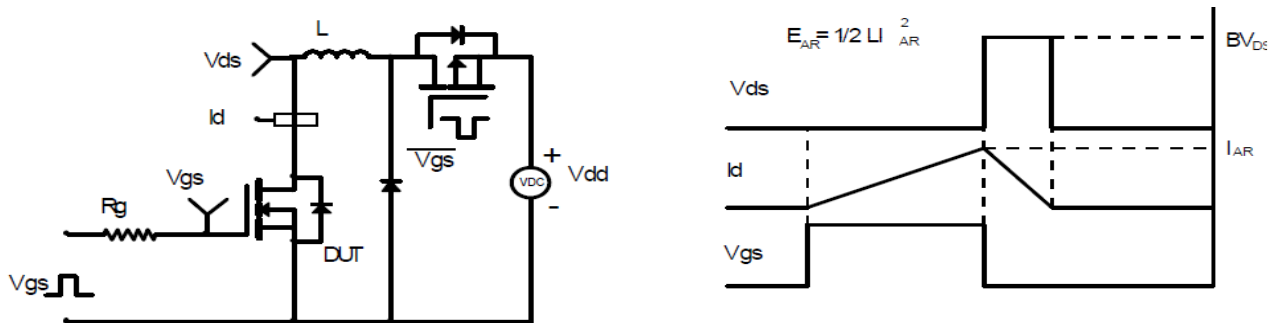 L
Vds
Id
Vgs
Rg
DUT
Vgs
Vgs
VDC
+
Vdd
-
E AR = 1/2 LI 2 AR
BVDS
Vds
IAR
Id
Vgs